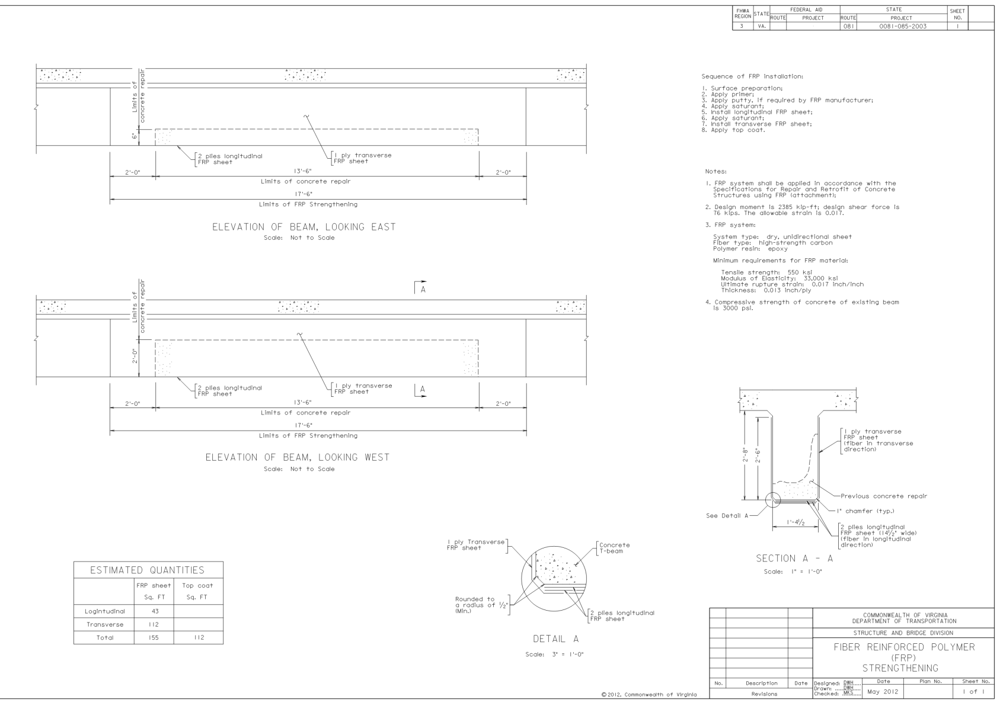 FHWA REGION STATE FEDERAL AID STATE SHEET NO.
ROUTE PROJECT ROUTE PROJECT
3 VA. 081 0081-085-2003 1
Limits of
concrete repair
6"
2 plies longitudinal
FRP sheet
1 ply transverse
FRP sheet
2'-0" 13'-6" 2'-0"
Limits of concrete repair
17'-6"
Limits of FRP Strengthening
ELEVATION OF BEAM, LOOKING EAST
Scale: Not to Scale
Limits of
concrete repair
2'-0"
A
2 plies longitudinal
FRP sheet
1 ply transverse
FRP sheet
A
2'-0" 13'-6" 2'-0"
Limits of concrete repair
17'-6"
Limits of FRP Strengthening
ELEVATION OF BEAM, LOOKING WEST
Scale: Not to Scale
Sequence of FRP Installation:
1. Surface preparation;
2. Apply primer;
3. Apply putty, if required by FRP manufacturer;
4. Apply saturant;
5. Install longitudinal FRP sheet;
6. Apply saturant;
7. Install transverse FRP sheet;
8. Apply top coat.
Notes:
1. FRP system shall be applied in accordance with the
Specifications for Repair and Retrofit of Concrete
Structures using FRP (attachment);
2. Design moment is 2385 kip-ft; design shear force is
76 kips. The allowable strain is 0.017.
3. FRP system:
System type: dry, unidirectional sheet
Fiber type: high-strength carbon
Polymer resin: epoxy
Minimum requirements for FRP material:
Tensile strength: 550 ksi
Modulus of Elasticity: 33,000 ksi
Ultimate rupture strain: 0.017 inch/inch
Thickness: 0.013 inch/ply
4. Compressive strength of concrete of existing beam
is 3000 psi.
2'-8"
2'-6"
1 ply transverse
FRP sheet
(fiber in transverse
direction)
Previous concrete repair
1" chamfer (typ.)
See Detail A
1'-4½
2 plies longitudinal
FRP sheet (14½" wide)
(fiber in longitudinal
direction)
SECTION A - A
Scale: 1" = 1'-0"
1 ply Transverse
FRP sheet
Concrete
T-beam
Rounded to
a radius of ½"
(Min.)
2 plies longitudinal
FRP sheet
DETAIL A
Scale: 3" = 1'-0"
ESTIMATED QUANTITIES
FRP sheet Top coat
Sq. FT Sq. FT
Logintudinal 43
Transverse 112
Total 155 112
COMMONWEALTH OF VIRGINIA
DEPARTMENT OF TRANSPORTATION
STRUCTURE AND BRIDGE DIVISION
FIBER REINFORCED POLYMER
(FRP)
STRENGTHENING
No. Description Date
Revisions
Designed: DWH
Drawn: DWH
Checked: MKS
Date Plan No. Sheet No.
May 2012 1 of 1
©2012, Commonwealth of Virginia